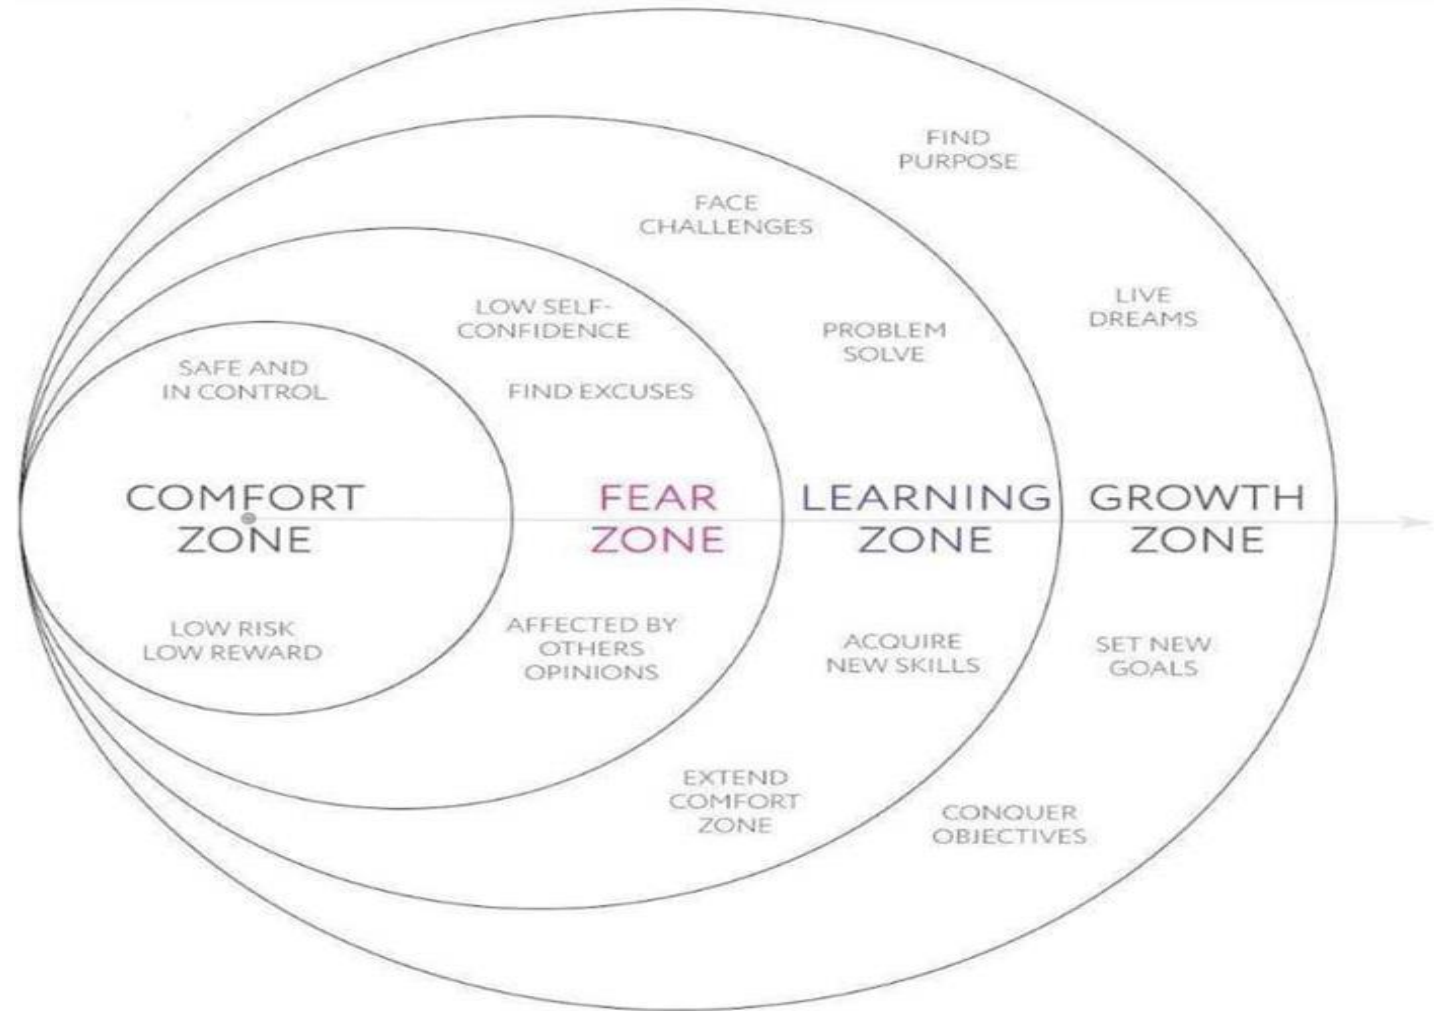 FIND
PURPOSE
FACE
CHALLENGES
LIVE
DREAMS
LOW SELF-
CONFIDENCE
PROBLEM
SOLVE
SAFE AND
IN CONTROL
FIND EXCUSES
COMFORT
ZONE
FEAR
ZONE
LEARNING
ZONE
GROWTH
ZONE
LOW RISK
LOW REWARD
AFFECTED BY
OTHERS
OPINIONS
ACQUIRE
NEW SKILLS
SET NEW
GOALS
EXTEND
COMFORT
ZONE
CONQUER
OBJECTIVES